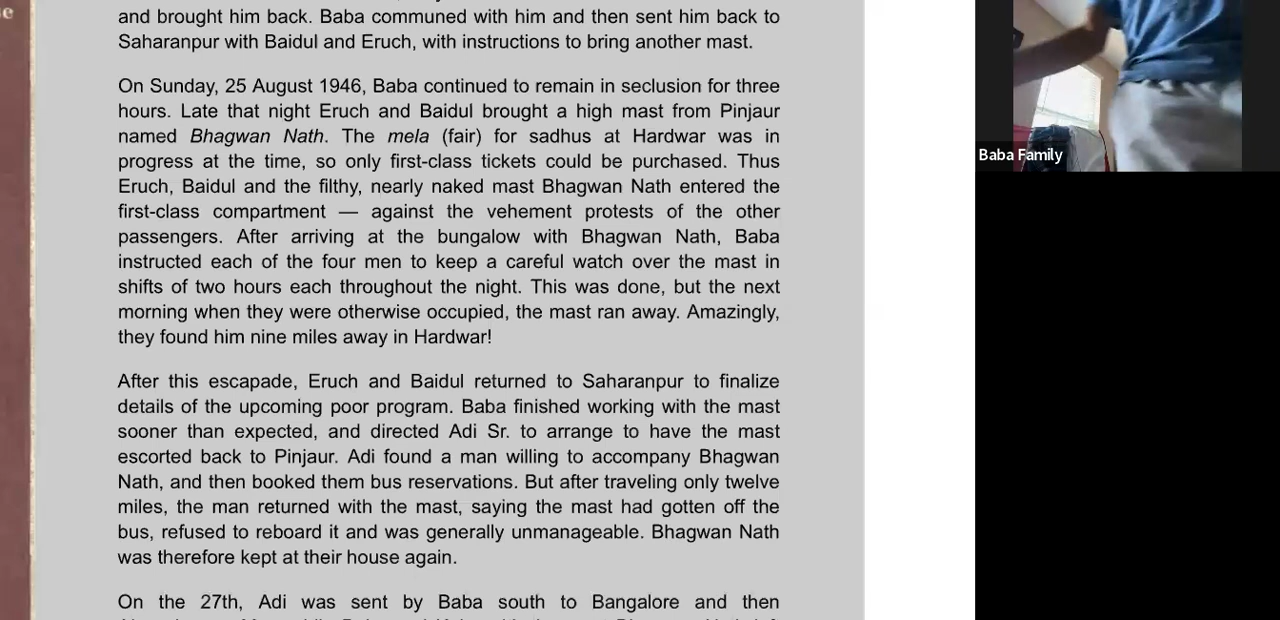 se
and brought him back. Baba communed with him and then sent him back to
Saharanpur with Baidul and Eruch, with instructions to bring another mast.
On Sunday, 25 August 1946, Baba continued to remain in seclusion for three
hours. Late that night Eruch and Baidul brought a high mast from Pinjaur
named Bhagwan Nath. The mela (fair) for sadhus at Hardwar was in
progress at the time, so only first-class tickets could be purchased. Thus
Eruch, Baidul and the filthy, nearly naked mast Bhagwan Nath entered the
first-class compartment — against the vehement protests of the other
passengers. After arriving at the bungalow with Bhagwan Nath, Baba
instructed each of the four men to keep a careful watch over the mast in
shifts of two hours each throughout the night. This was done, but the next
morning when they were otherwise occupied, the mast ran away. Amazingly,
they found him nine miles away in Hardwar!
After this escapade, Eruch and Baidul returned to Saharanpur to finalize
details of the upcoming poor program. Baba finished working with the mast
sooner than expected, and directed Adi Sr. to arrange to have the mast
escorted back to Pinjaur. Adi found a man willing to accompany Bhagwan
Nath, and then booked them bus reservations. But after traveling only twelve
miles, the man returned with the mast, saying the mast had gotten off the
bus, refused to reboard it and was generally unmanageable. Bhagwan Nath
was therefore kept at their house again.
On the 27th, Adi was sent by Baba south to Bangalore and then
Baba Family